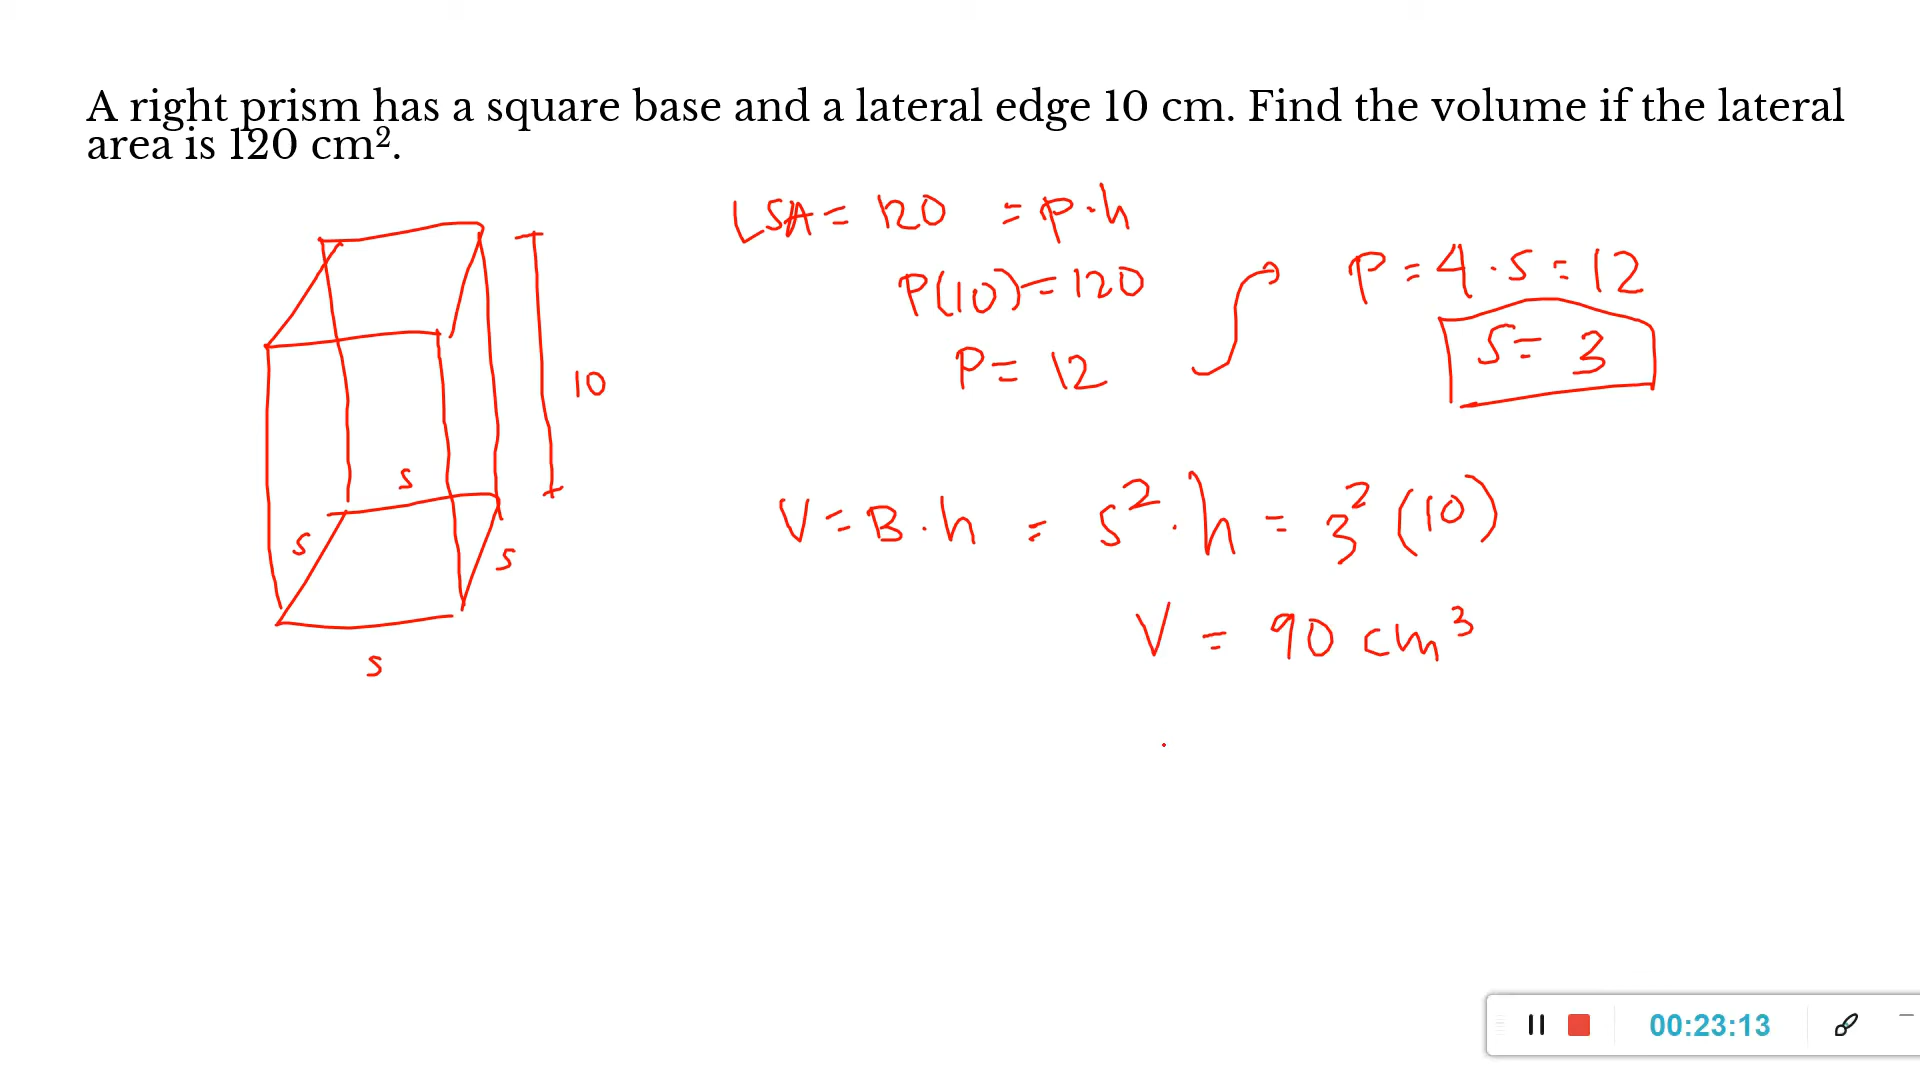 A right prism has a square base and a lateral edge 10 cm. Find the volume if the lateral
area is 120 cm².
LSA = 120 = p·h
P(10) = 120
P = 12
P = 4·s = 12
s = 3
10
s
s
s
s
V = B·h = s²·h = 3²(10)
V = 90 cm³
00:23:13